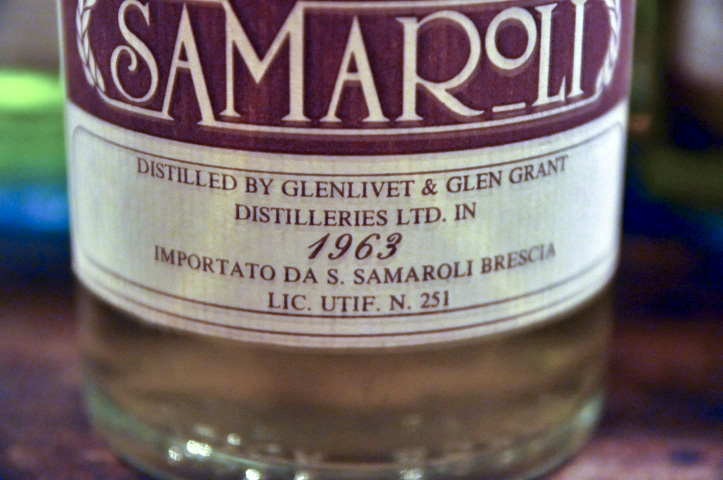 SAMAROLI
DISTILLED BY GLENLIVET & GLEN GRANT
DISTILLERIES LTD. IN
1963
IMPORTATO DA S. SAMAROLI BRESCIA
LIC. UTIF. N. 251